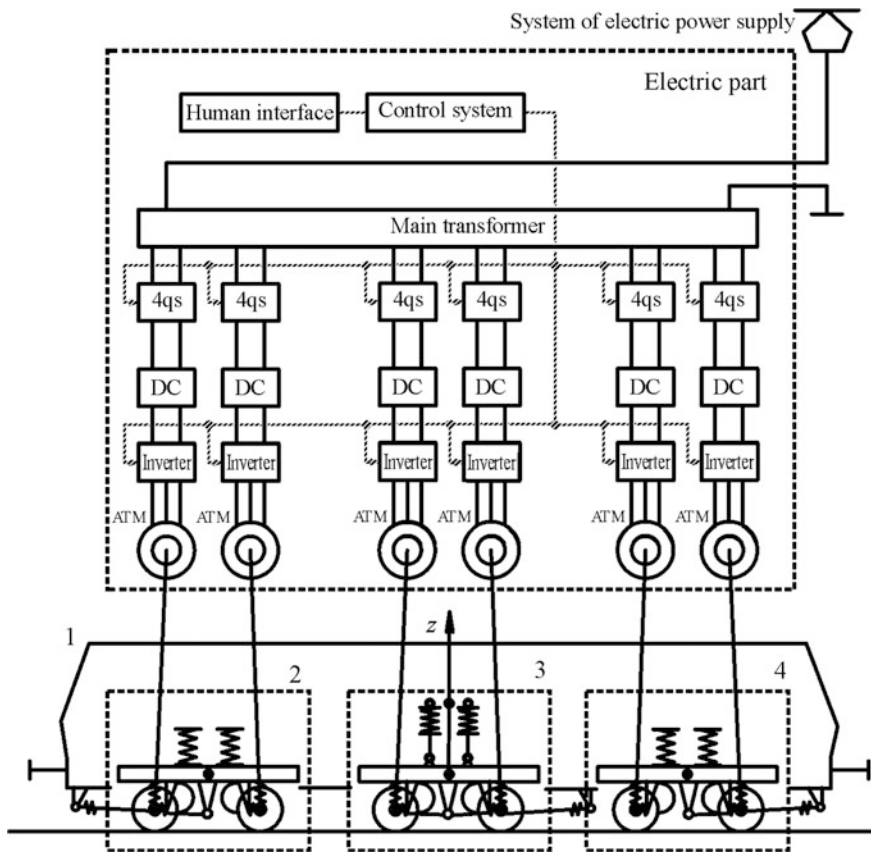 System of electric power supply
Electric part
Human interface
Control system
Main transformer
4qs 4qs 4qs 4qs 4qs 4qs
DC DC DC DC DC DC
Inverter Inverter Inverter Inverter Inverter Inverter
ATM ATM ATM ATM ATM ATM
1
z
2
3
4